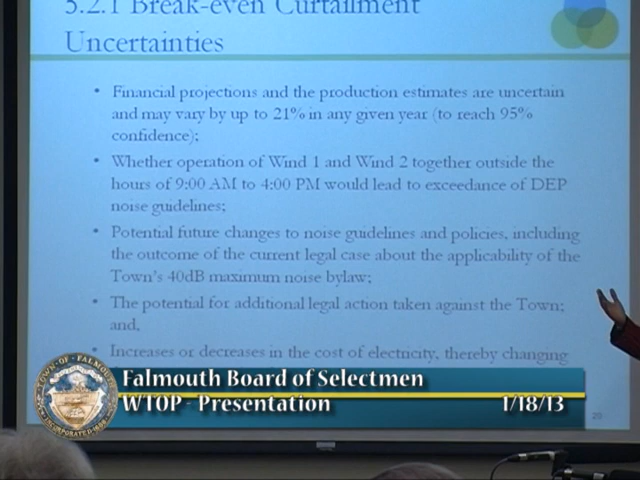 5.2.1 Break-even Curtailment
Uncertainties
• Financial projections and the production estimates are uncertain
and may vary by up to 21% in any given year (to reach 95%
confidence);
• Whether operation of Wind 1 and Wind 2 together outside the
hours of 9:00 AM to 4:00 PM would lead to exceedance of DEP
noise guidelines;
• Potential future changes to noise guidelines and policies, including
the outcome of the current legal case about the applicability of the
Town's 40dB maximum noise bylaw;
• The potential for additional legal action taken against the Town;
and,
• Increases or decreases in the cost of electricity, thereby changing
TOWN OF FALMOUTH
INCORPORATED 1686
Falmouth Board of Selectmen
WTOP - Presentation 1/18/13